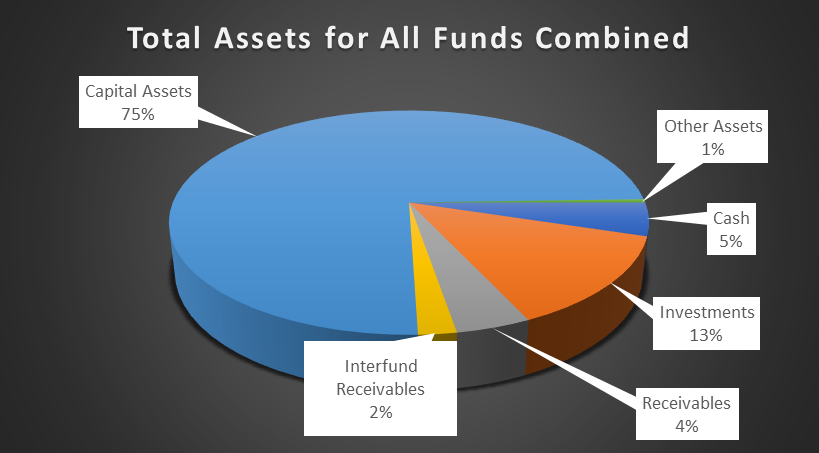 Total Assets for All Funds Combined
Capital Assets
75%
Other Assets
1%
Cash
5%
Investments
13%
Interfund
Receivables
2%
Receivables
4%